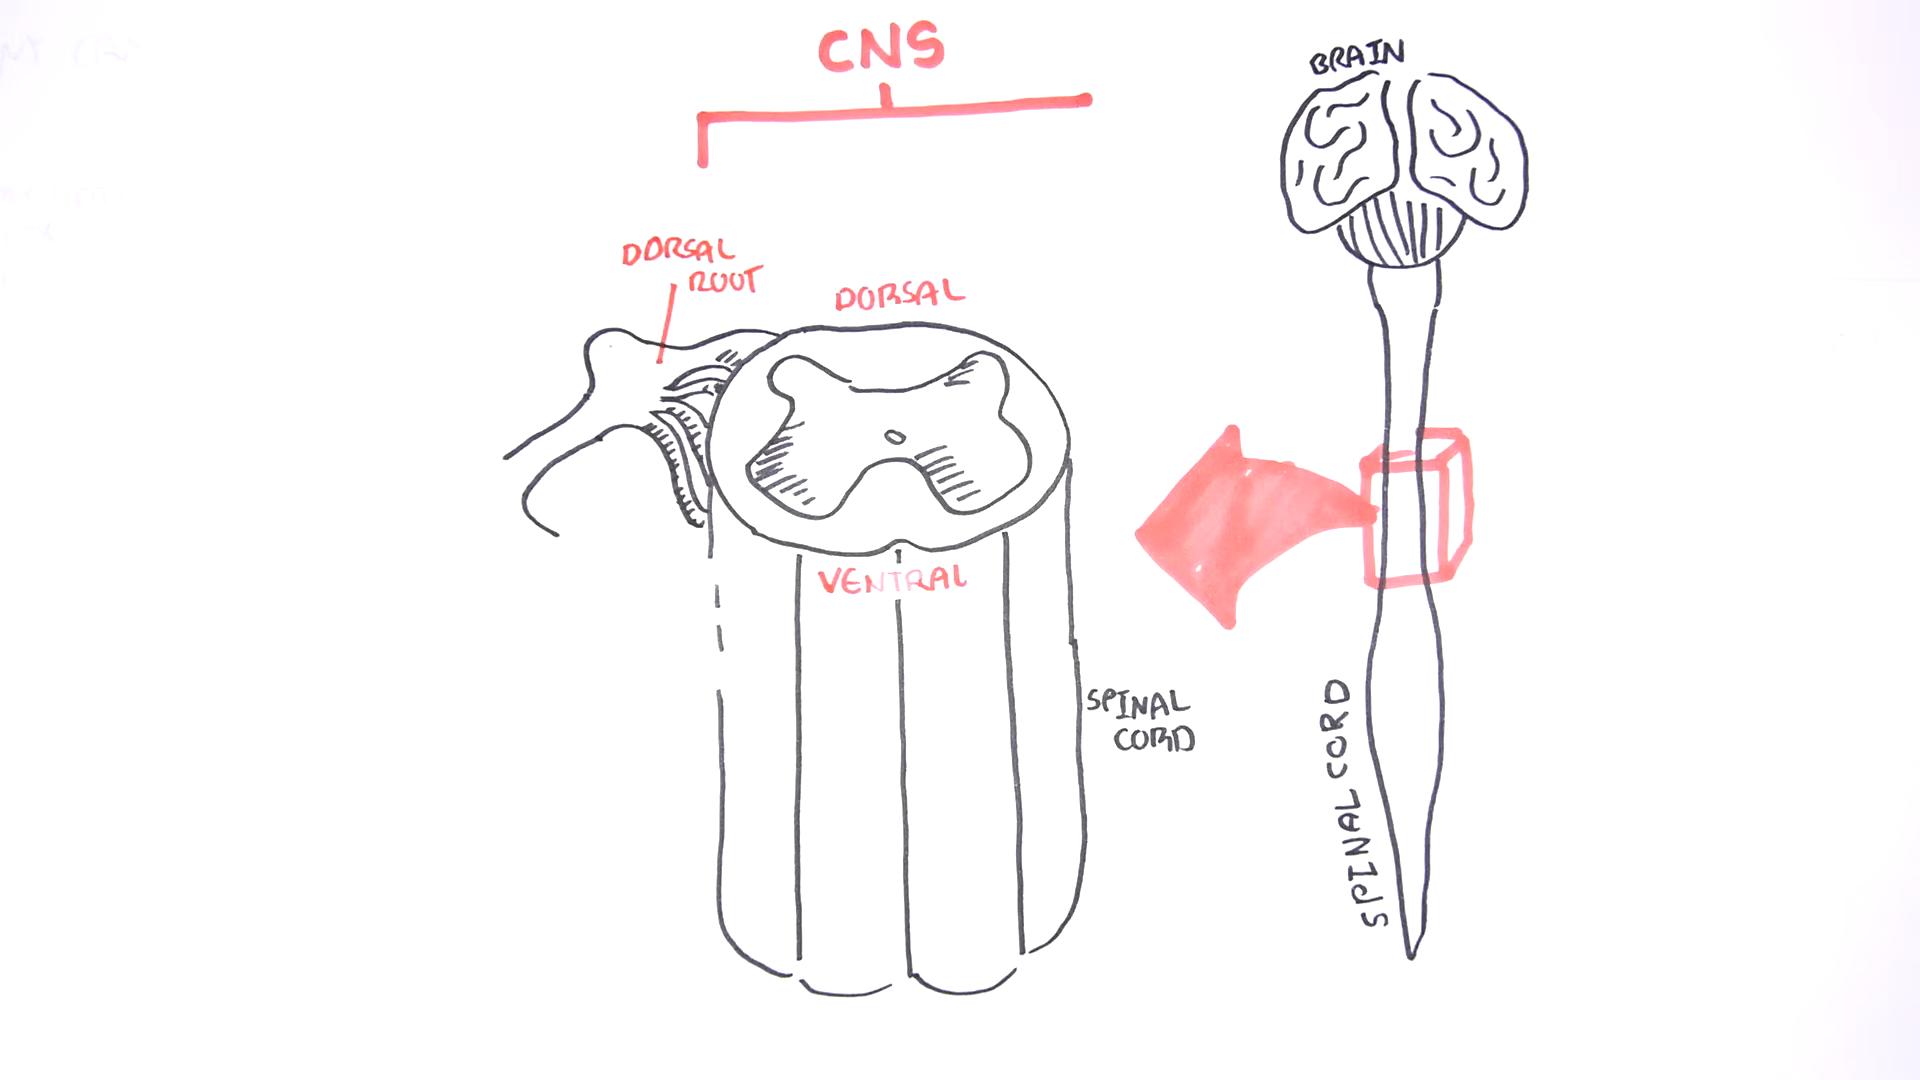 CNS
BRAIN
DORSAL
ROOT
DORSAL
VENTRAL
SPINAL
CORD
SPINAL CORD